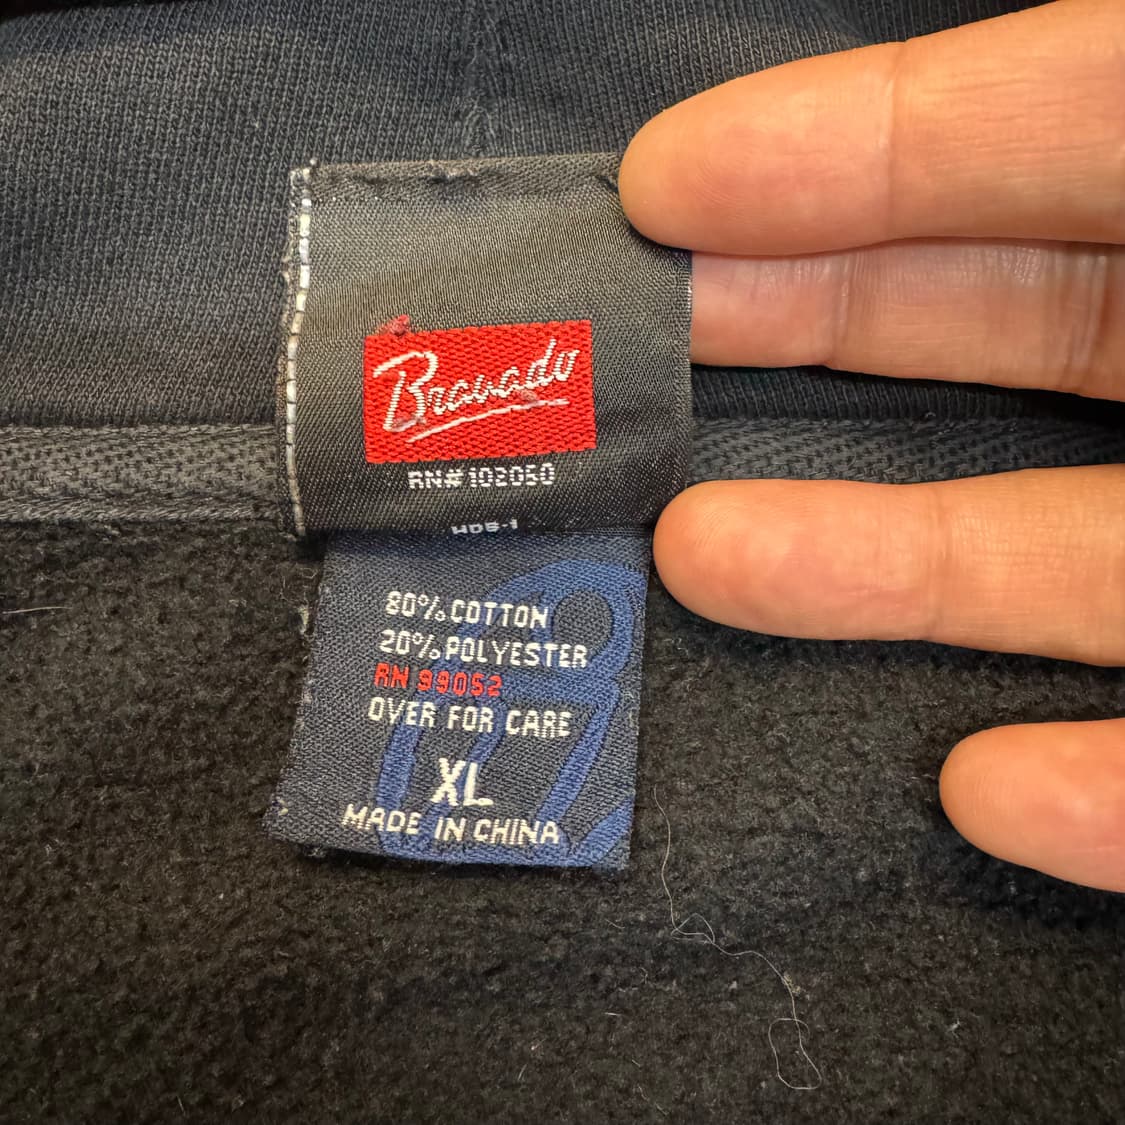 Bravado
RN#102050
HDS-1
80% COTTON
20% POLYESTER
RN 99052
OVER FOR CARE
XL
MADE IN CHINA